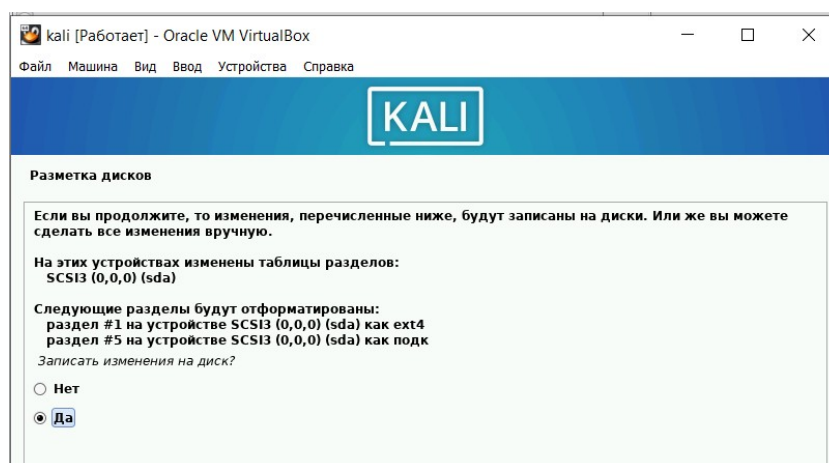 kali [Работает] - Oracle VM VirtualBox
Файл Машина Вид Ввод Устройства Справка
KALI
Разметка дисков
Если вы продолжите, то изменения, перечисленные ниже, будут записаны на диски. Или же вы можете
сделать все изменения вручную.
На этих устройствах изменены таблицы разделов:
SCSI3 (0,0,0) (sda)
Следующие разделы будут отформатированы:
раздел #1 на устройстве SCSI3 (0,0,0) (sda) как ext4
раздел #5 на устройстве SCSI3 (0,0,0) (sda) как подк
Записать изменения на диск?
Нет
Да